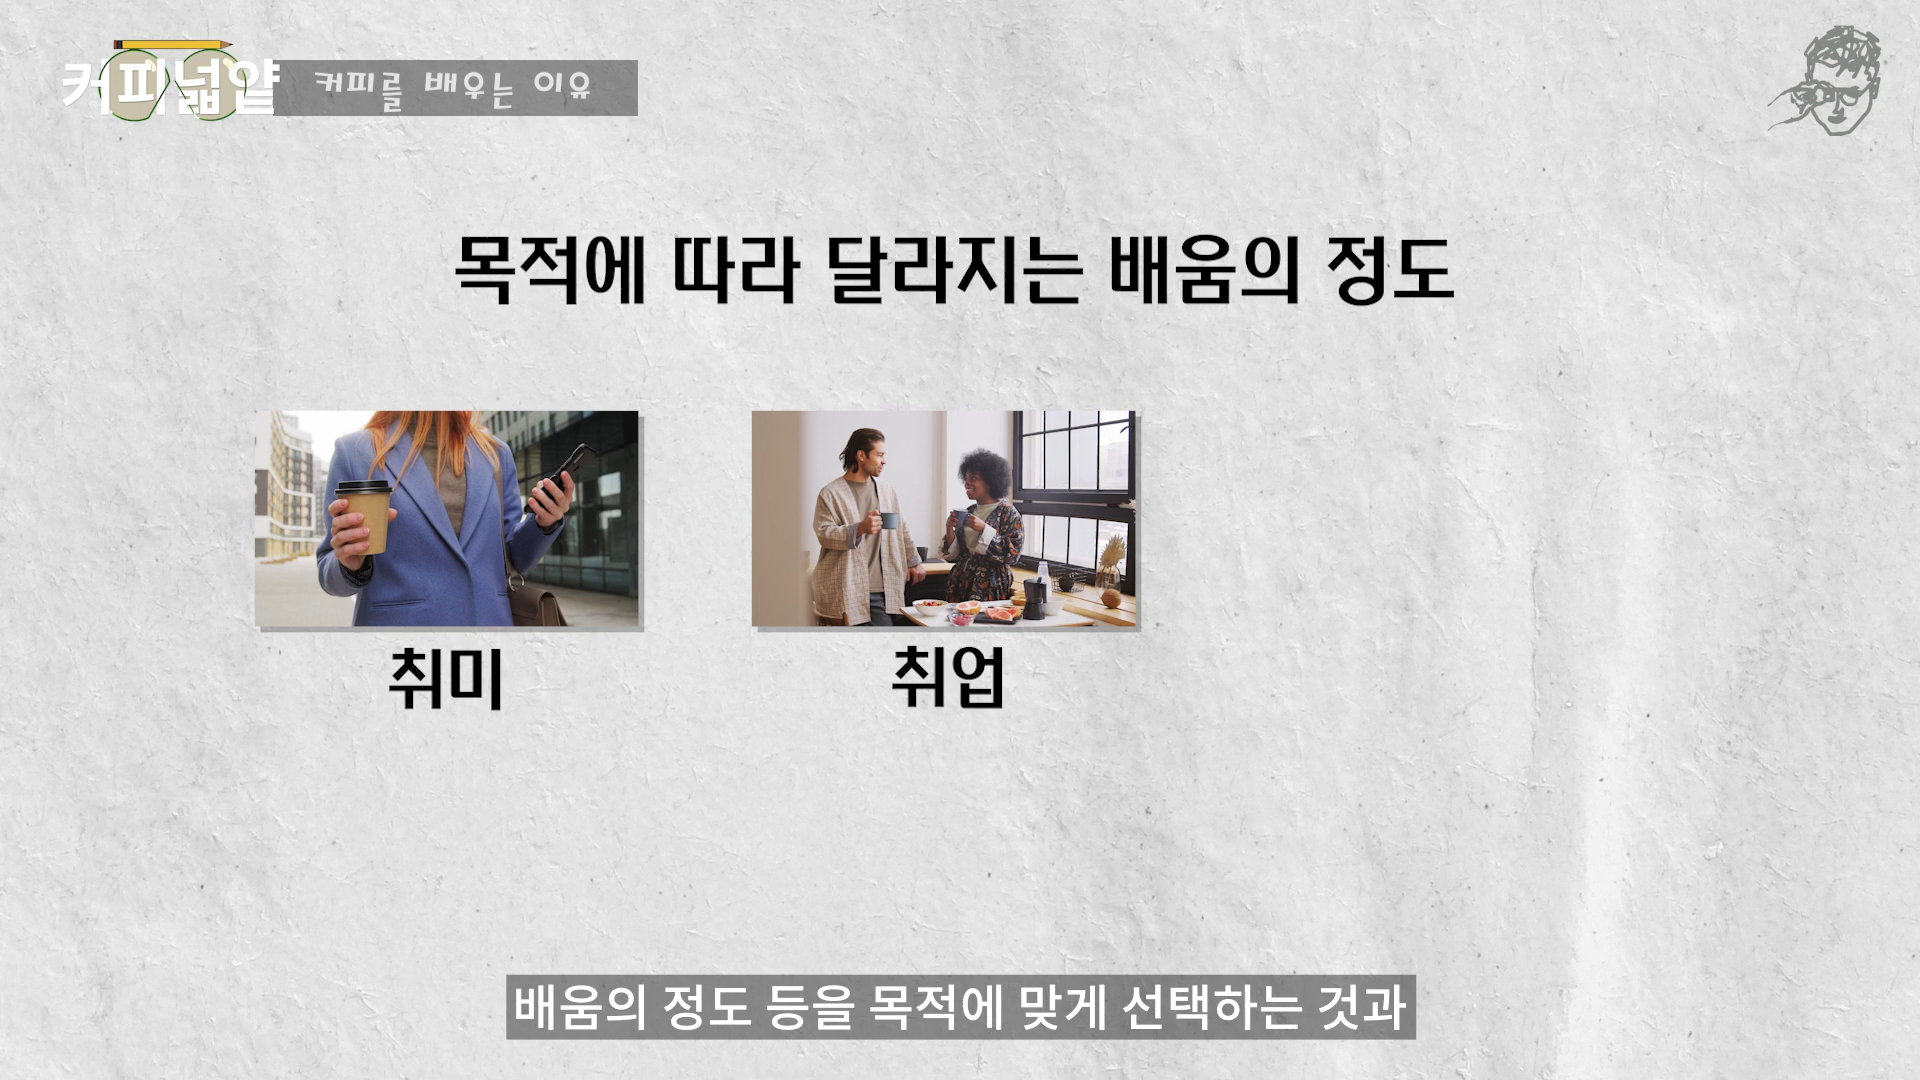 커피넓얕
커피를 배우는 이유
목적에 따라 달라지는 배움의 정도
취미
취업
배움의 정도 등을 목적에 맞게 선택하는 것과